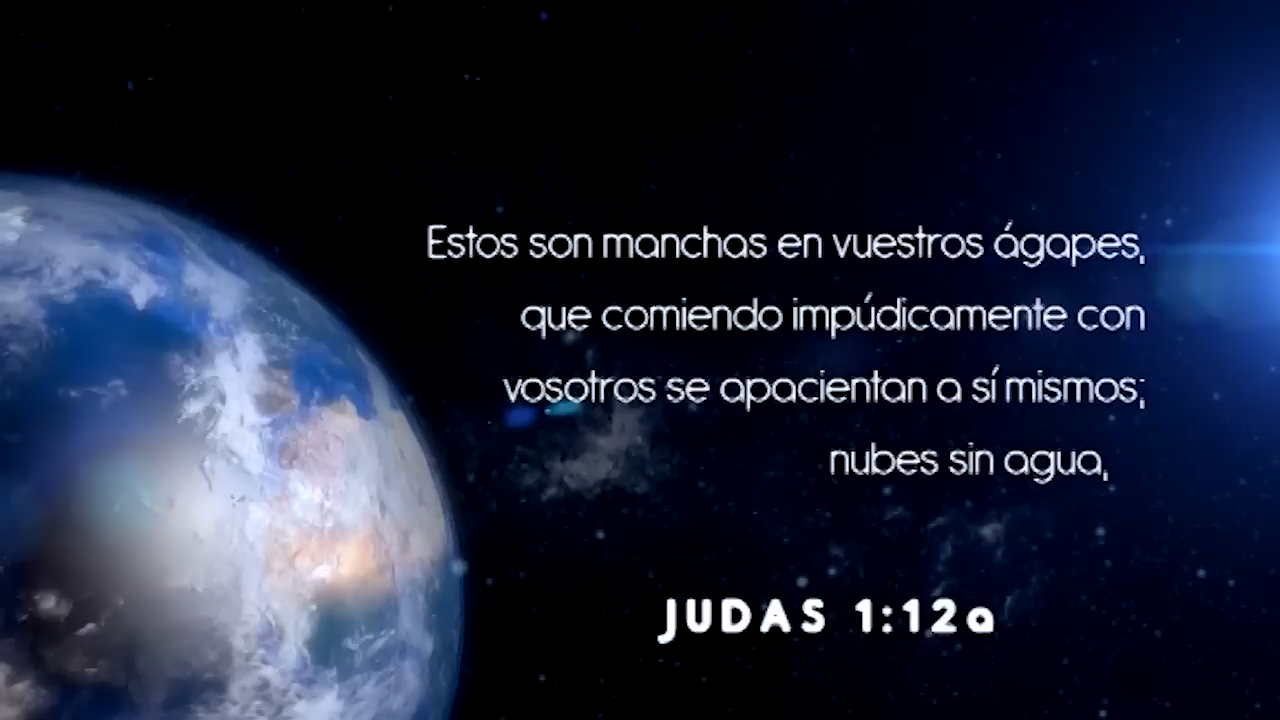 Estos son manchas en vuestros ágapes,
que comiendo impúdicamente con
vosotros se apacientan a sí mismos;
nubes sin agua,
JUDAS 1:12a